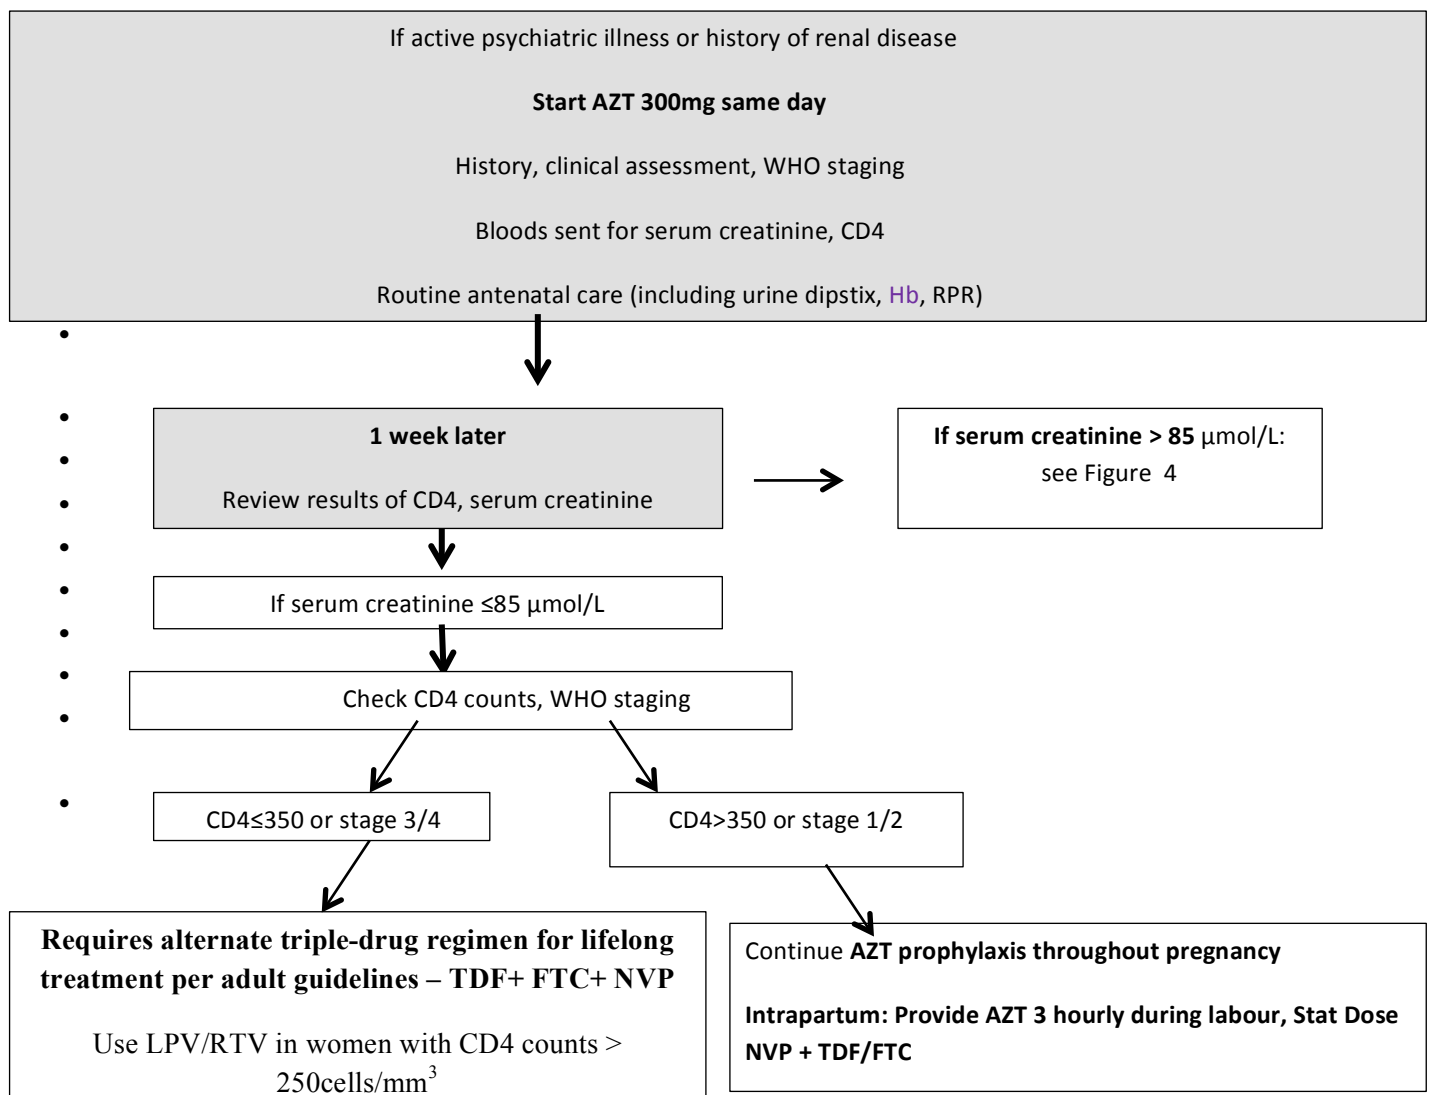 If active psychiatric illness or history of renal disease
Start AZT 300mg same day
History, clinical assessment, WHO staging
Bloods sent for serum creatinine, CD4
Routine antenatal care (including urine dipstix, Hb, RPR)
1 week later
Review results of CD4, serum creatinine
If serum creatinine > 85 µmol/L:
see Figure 4
If serum creatinine ≤85 µmol/L
Check CD4 counts, WHO staging
CD4≤350 or stage 3/4
CD4>350 or stage 1/2
Requires alternate triple-drug regimen for lifelong
treatment per adult guidelines – TDF+ FTC+ NVP
Use LPV/RTV in women with CD4 counts >
250cells/mm³
Continue AZT prophylaxis throughout pregnancy
Intrapartum: Provide AZT 3 hourly during labour, Stat Dose
NVP + TDF/FTC